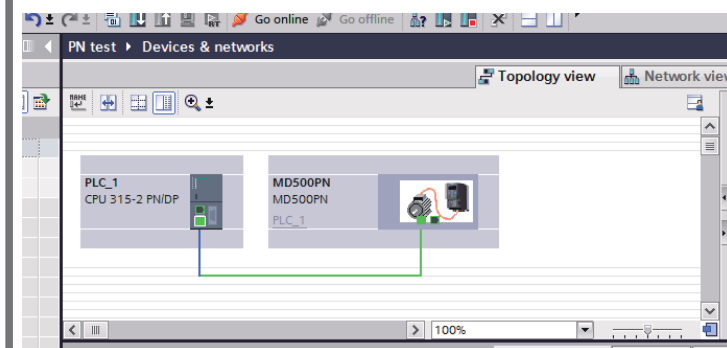 Go online Go offline
PN test ▸ Devices & networks
Topology view Network view
NAME
PLC_1
CPU 315-2 PN/DP
MD500PN
MD500PN
PLC_1
100%